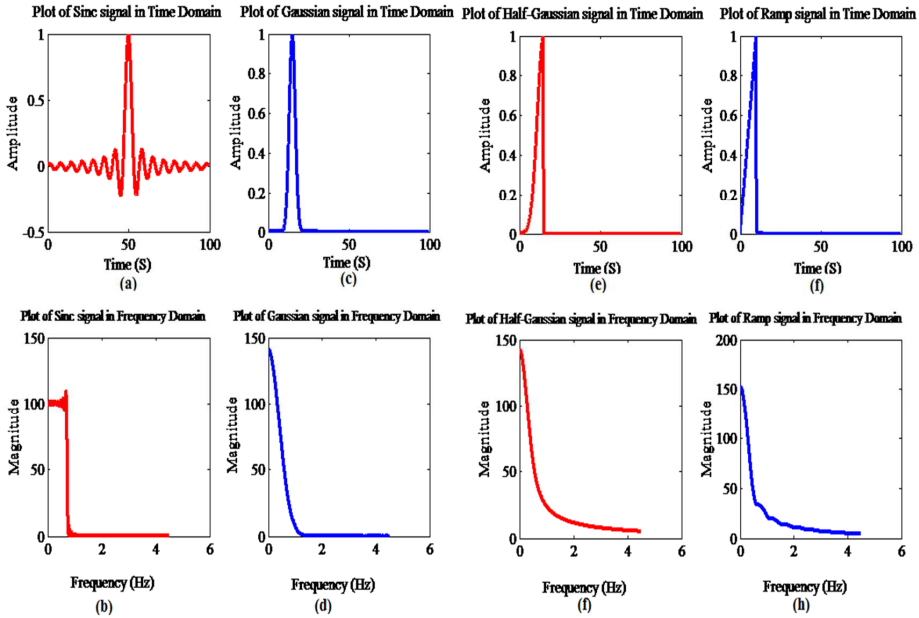 Plot of Sinc signal in Time Domain
Plot of Gaussian signal in Time Domain
Plot of Half-Gaussian signal in Time Domain
Plot of Ramp signal in Time Domain
1
0.5
0
-0.5
Amplitude
0 50 100
Time (S)
(a)
1
0.8
0.6
0.4
0.2
0
Amplitude
0 50 100
Time (S)
(c)
1
0.8
0.6
0.4
0.2
0
Amplitude
0 50 100
Time (S)
(e)
1
0.8
0.6
0.4
0.2
0
Amplitude
0 50 100
Time (S)
(f)
Plot of Sinc signal in Frequency Domain
Plot of Gaussian signal in Frequency Domain
Plot of Half-Gaussian signal in Frequency Domain
Plot of Ramp signal in Frequency Domain
150
100
50
0
Magnitude
0 2 4 6
Frequency (Hz)
(b)
150
100
50
0
Magnitude
0 2 4 6
Frequency (Hz)
(d)
150
100
50
0
Magnitude
0 2 4 6
Frequency (Hz)
(f)
200
150
100
50
0
Magnitude
0 2 4 6
Frequency (Hz)
(h)